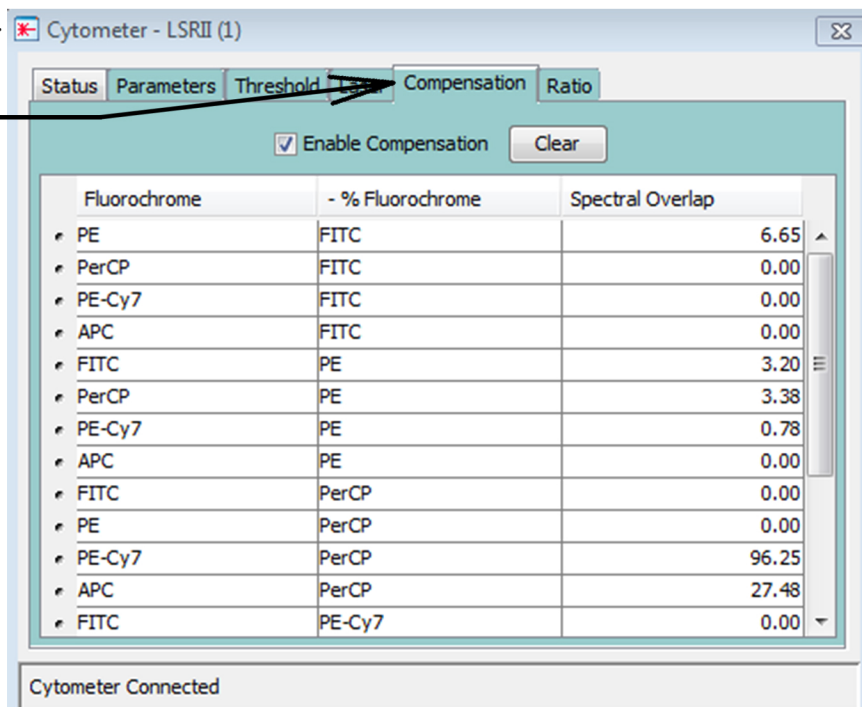 Cytometer - LSRII (1)
Status Parameters Threshold Laser Compensation Ratio
Enable Compensation Clear
Fluorochrome - % Fluorochrome Spectral Overlap
PE FITC 6.65
PerCP FITC 0.00
PE-Cy7 FITC 0.00
APC FITC 0.00
FITC PE 3.20
PerCP PE 3.38
PE-Cy7 PE 0.78
APC PE 0.00
FITC PerCP 0.00
PE PerCP 0.00
PE-Cy7 PerCP 96.25
APC PerCP 27.48
FITC PE-Cy7 0.00
Cytometer Connected